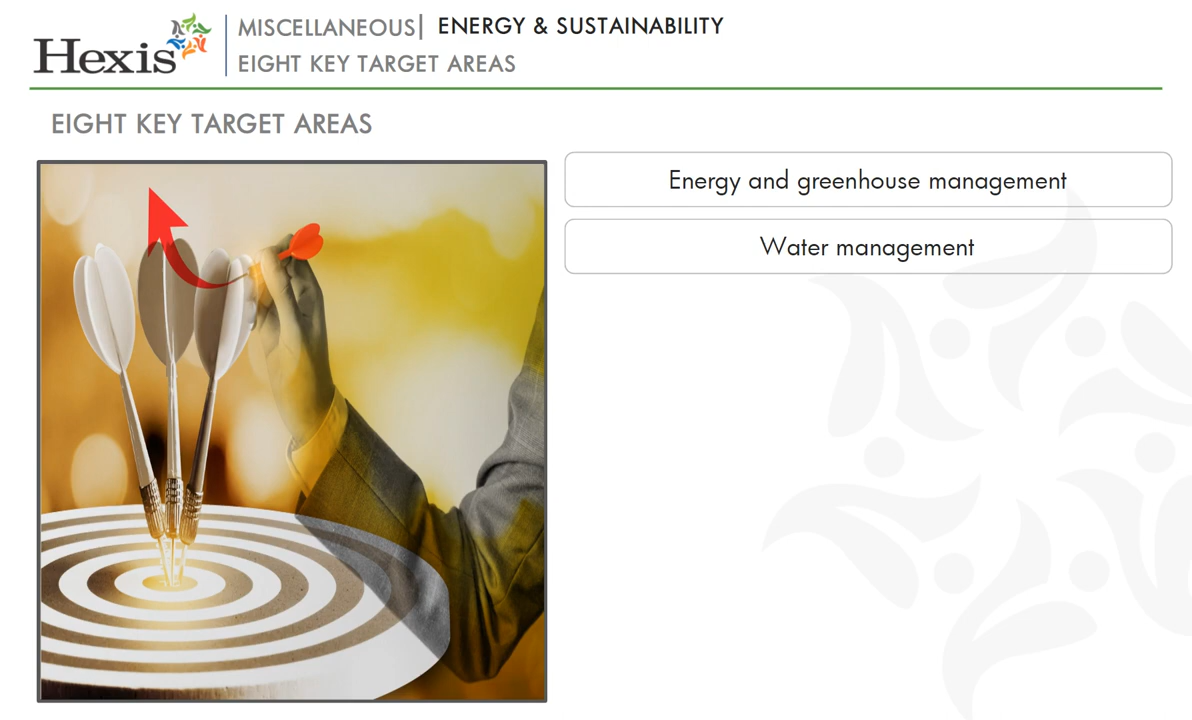 Hexis
MISCELLANEOUS| ENERGY & SUSTAINABILITY
EIGHT KEY TARGET AREAS
EIGHT KEY TARGET AREAS
Energy and greenhouse management
Water management